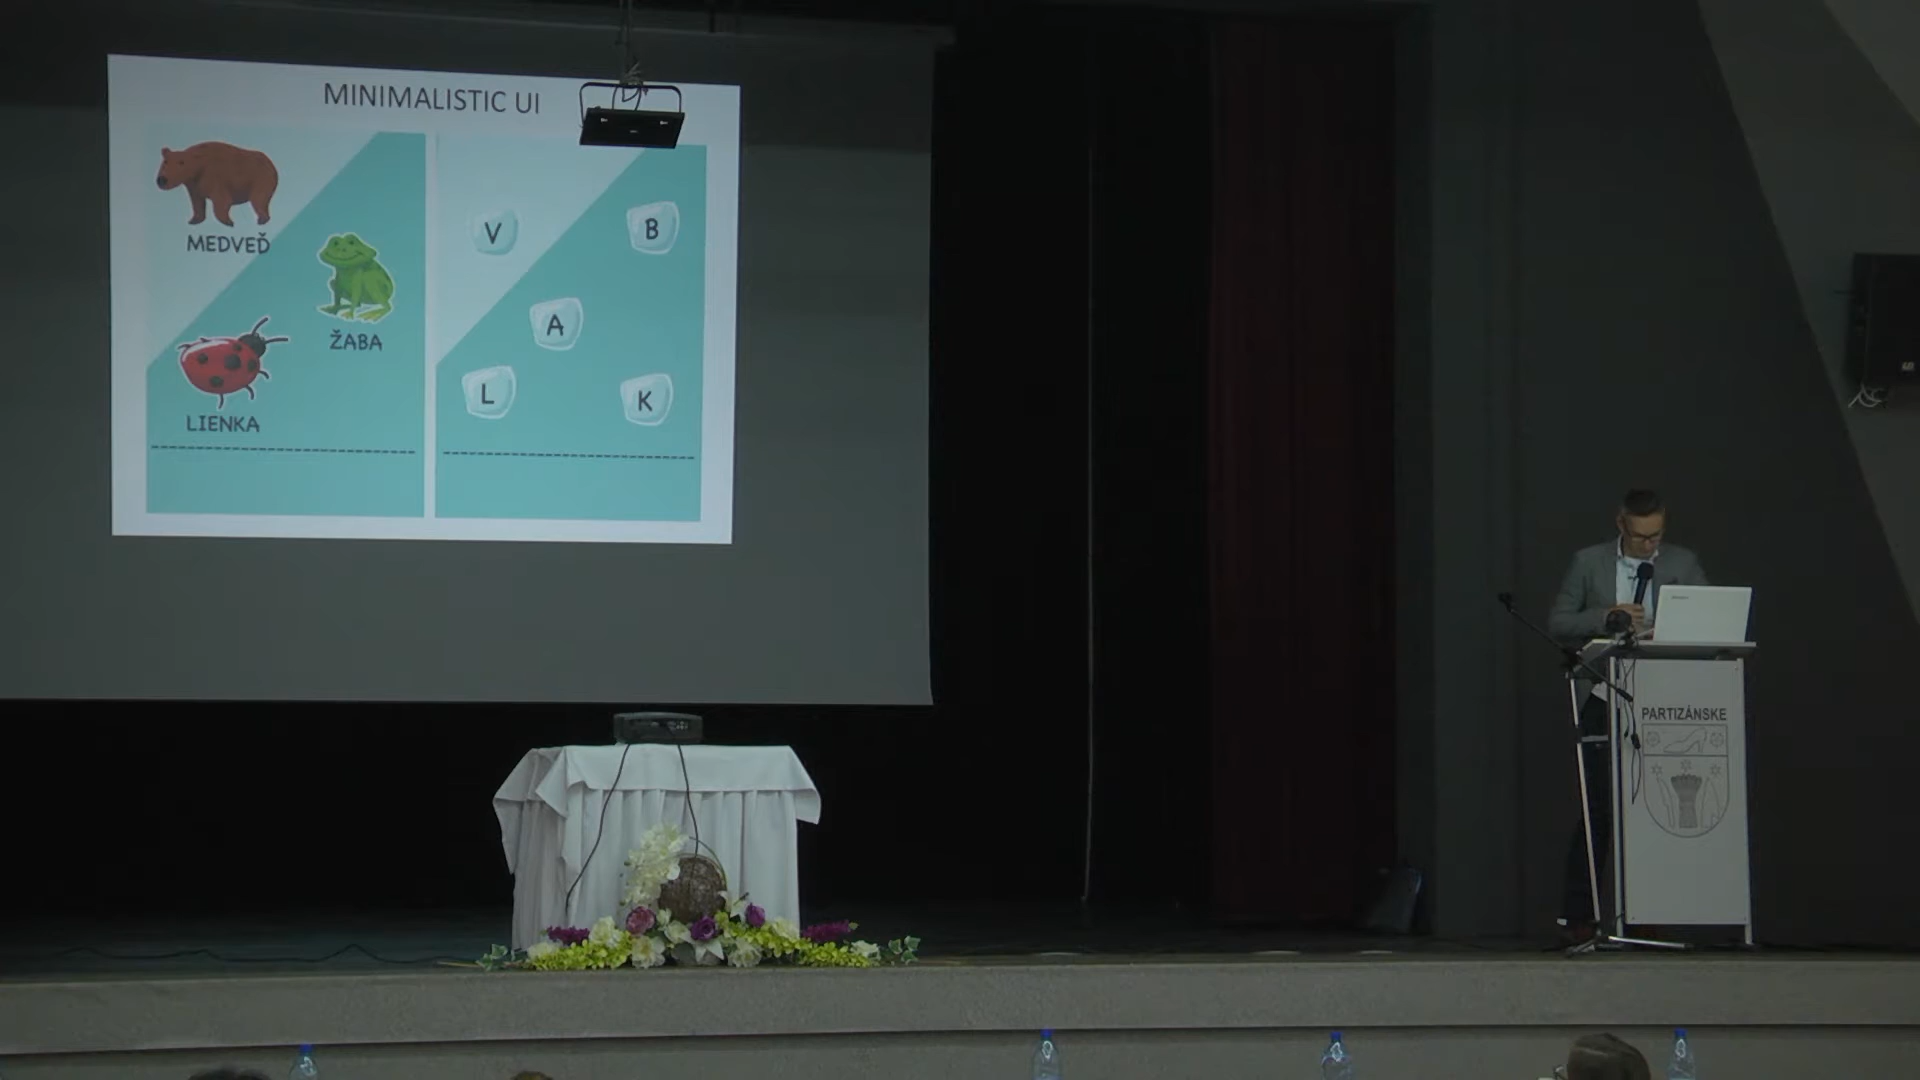 MINIMALISTIC UI
MEDVEĎ
ŽABA
LIENKA
V
B
A
L
K
PARTIZÁNSKE